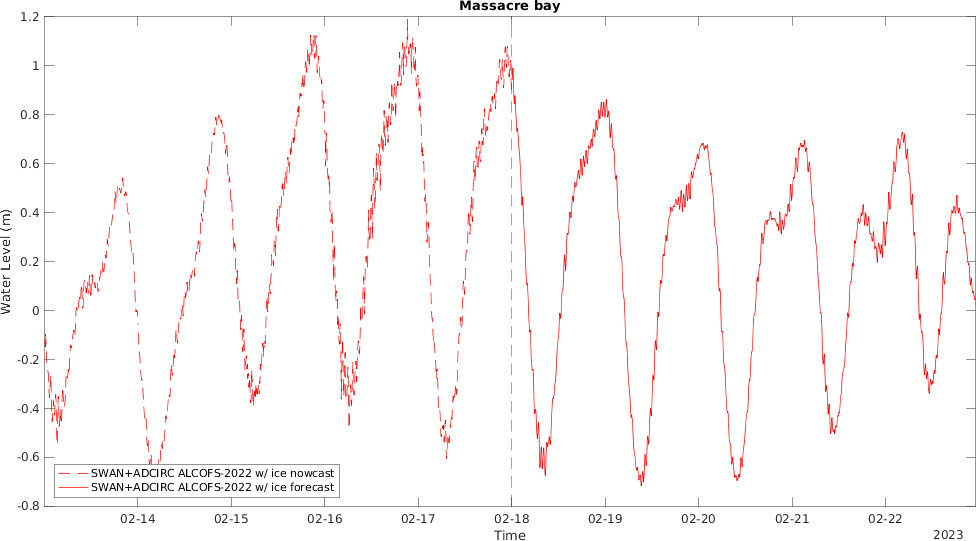 Massacre bay
1.2
1
0.8
0.6
0.4
0.2
0
-0.2
-0.4
-0.6
-0.8
Water Level (m)
SWAN+ADCIRC ALCOFS-2022 w/ ice nowcast
SWAN+ADCIRC ALCOFS-2022 w/ ice forecast
02-14 02-15 02-16 02-17 02-18 02-19 02-20 02-21 02-22
Time
2023